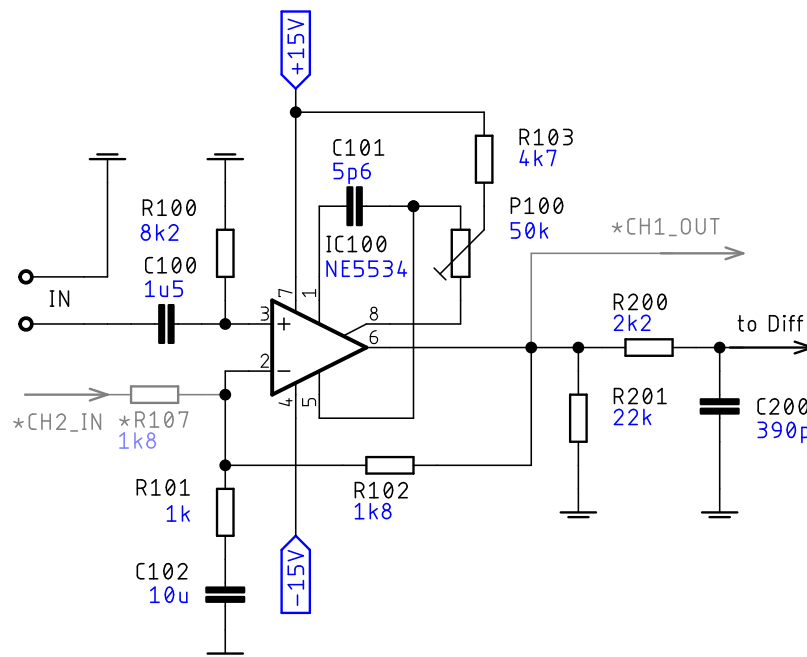 +15V
C101
5p6
R103
4k7
R100
8k2
P100
50k
*CH1_OUT
IC100
NE5534
C100
1u5
IN
7
1
3
+
8
6
R200
2k2
to Diff
2
−
4
5
*CH2_IN
*R107
1k8
R201
22k
C200
390p
R101
1k
R102
1k8
C102
10u
−15V